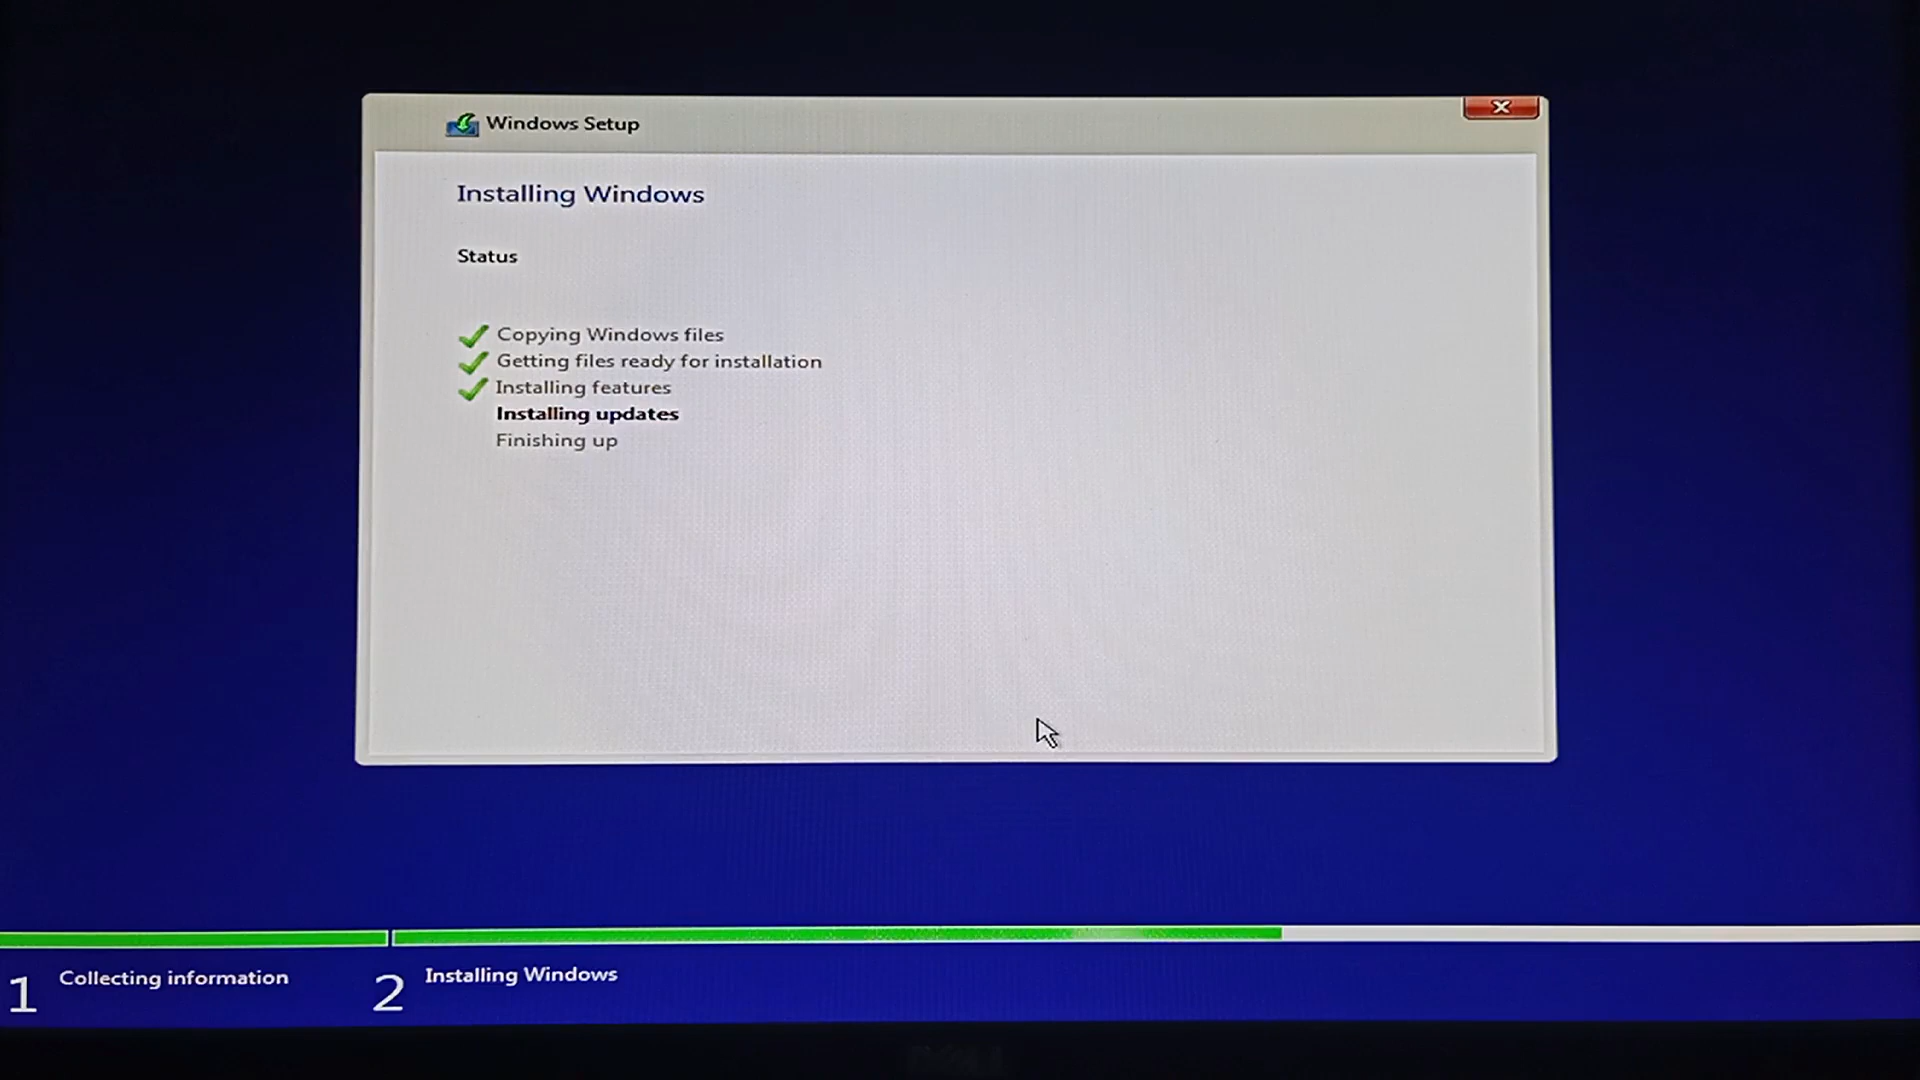 Windows Setup
Installing Windows
Status
Copying Windows files
Getting files ready for installation
Installing features
Installing updates
Finishing up
1 Collecting information
2 Installing Windows